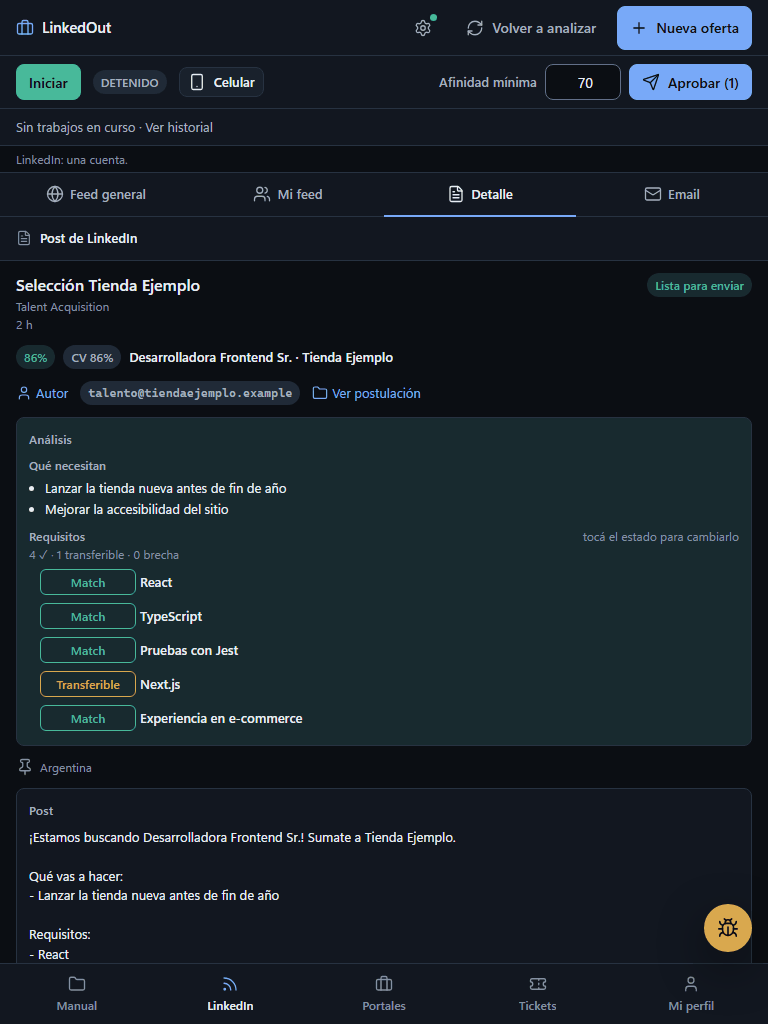 LinkedOut
Volver a analizar
Nueva oferta
Iniciar
DETENIDO
Celular
Afinidad mínima
70
Aprobar (1)
Sin trabajos en curso · Ver historial
LinkedIn: una cuenta.
Feed general
Mi feed
Detalle
Email
Post de LinkedIn
Selección Tienda Ejemplo
Lista para enviar
Talent Acquisition
2 h
86%
CV 86%
Desarrolladora Frontend Sr. · Tienda Ejemplo
Autor
talento@tiendaejemplo.example
Ver postulación
Análisis
Qué necesitan
• Lanzar la tienda nueva antes de fin de año
• Mejorar la accesibilidad del sitio
Requisitos
tocá el estado para cambiarlo
4 ✓ · 1 transferible · 0 brecha
Match React
Match TypeScript
Match Pruebas con Jest
Transferible Next.js
Match Experiencia en e-commerce
Argentina
Post
¡Estamos buscando Desarrolladora Frontend Sr.! Sumate a Tienda Ejemplo.
Qué vas a hacer:
- Lanzar la tienda nueva antes de fin de año
Requisitos:
- React
Manual
LinkedIn
Portales
Tickets
Mi perfil